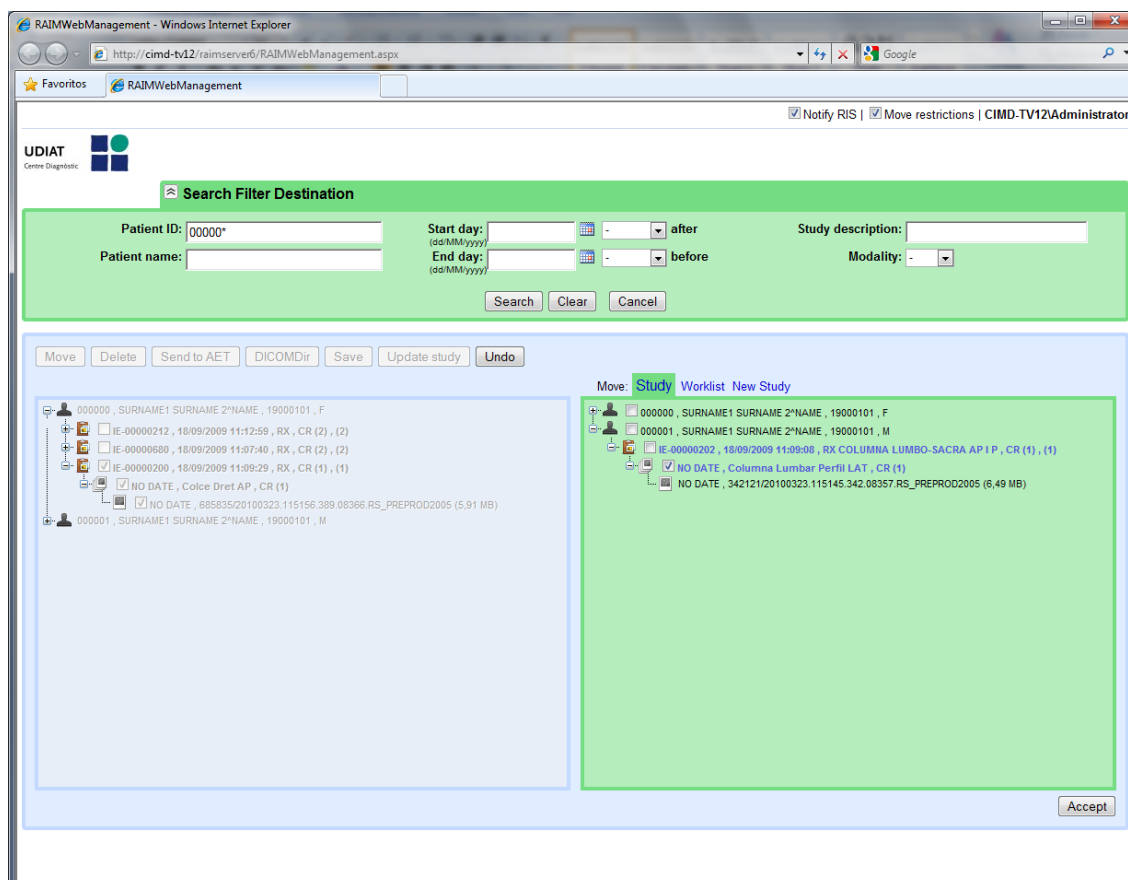 RAIMWebManagement - Windows Internet Explorer
http://cimd-tv12/raimserver6/RAIMWebManagement.aspx
Google
Favoritos
RAIMWebManagement
Notify RIS | Move restrictions | CIMD-TV12\Administrator
UDIAT
Centre Diagnòstic
Search Filter Destination
Patient ID: 00000* Start day: - after Study description:
(dd/MM/yyyy)
Patient name: End day: - before Modality: -
(dd/MM/yyyy)
Search Clear Cancel
Move Delete Send to AET DICOMDir Save Update study Undo
Move: Study Worklist New Study
000000 , SURNAME1 SURNAME 2^NAME , 19000101 , F
IE-00000212 , 18/09/2009 11:12:59 , RX , CR (2) , (2)
IE-00000680 , 18/09/2009 11:07:40 , RX , CR (2) , (2)
IE-00000200 , 18/09/2009 11:09:29 , RX , CR (1) , (1)
NO DATE , Colce Dret AP , CR (1)
NO DATE , 685835/20100323.115156.389.08366.RS_PREPROD2005 (5,91 MB)
000001 , SURNAME1 SURNAME 2^NAME , 19000101 , M
000000 , SURNAME1 SURNAME 2^NAME , 19000101 , F
000001 , SURNAME1 SURNAME 2^NAME , 19000101 , M
IE-00000202 , 18/09/2009 11:09:08 , RX COLUMNA LUMBO-SACRA AP I P , CR (1) , (1)
NO DATE , Columna Lumbar Perfil LAT , CR (1)
NO DATE , 342121/20100323.115145.342.08357.RS_PREPROD2005 (6,49 MB)
Accept